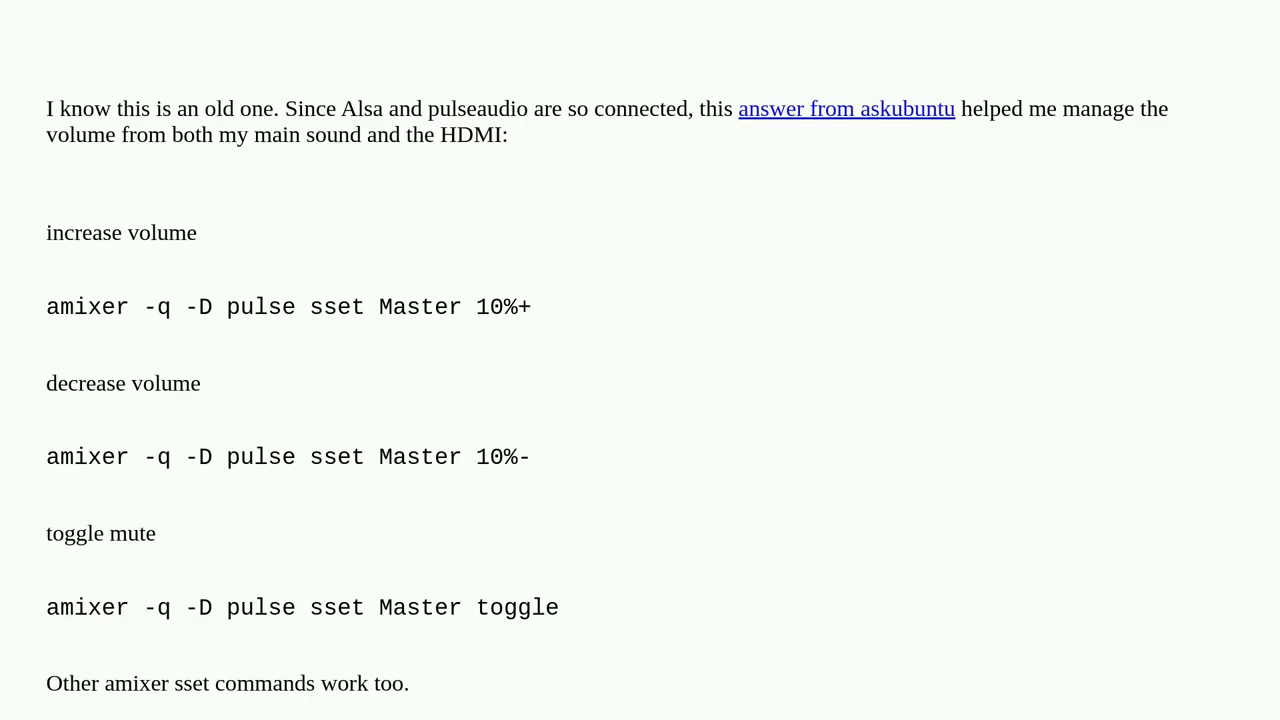 I know this is an old one. Since Alsa and pulseaudio are so connected, this answer from askubuntu helped me manage the
volume from both my main sound and the HDMI:
increase volume
amixer -q -D pulse sset Master 10%+
decrease volume
amixer -q -D pulse sset Master 10%-
toggle mute
amixer -q -D pulse sset Master toggle
Other amixer sset commands work too.